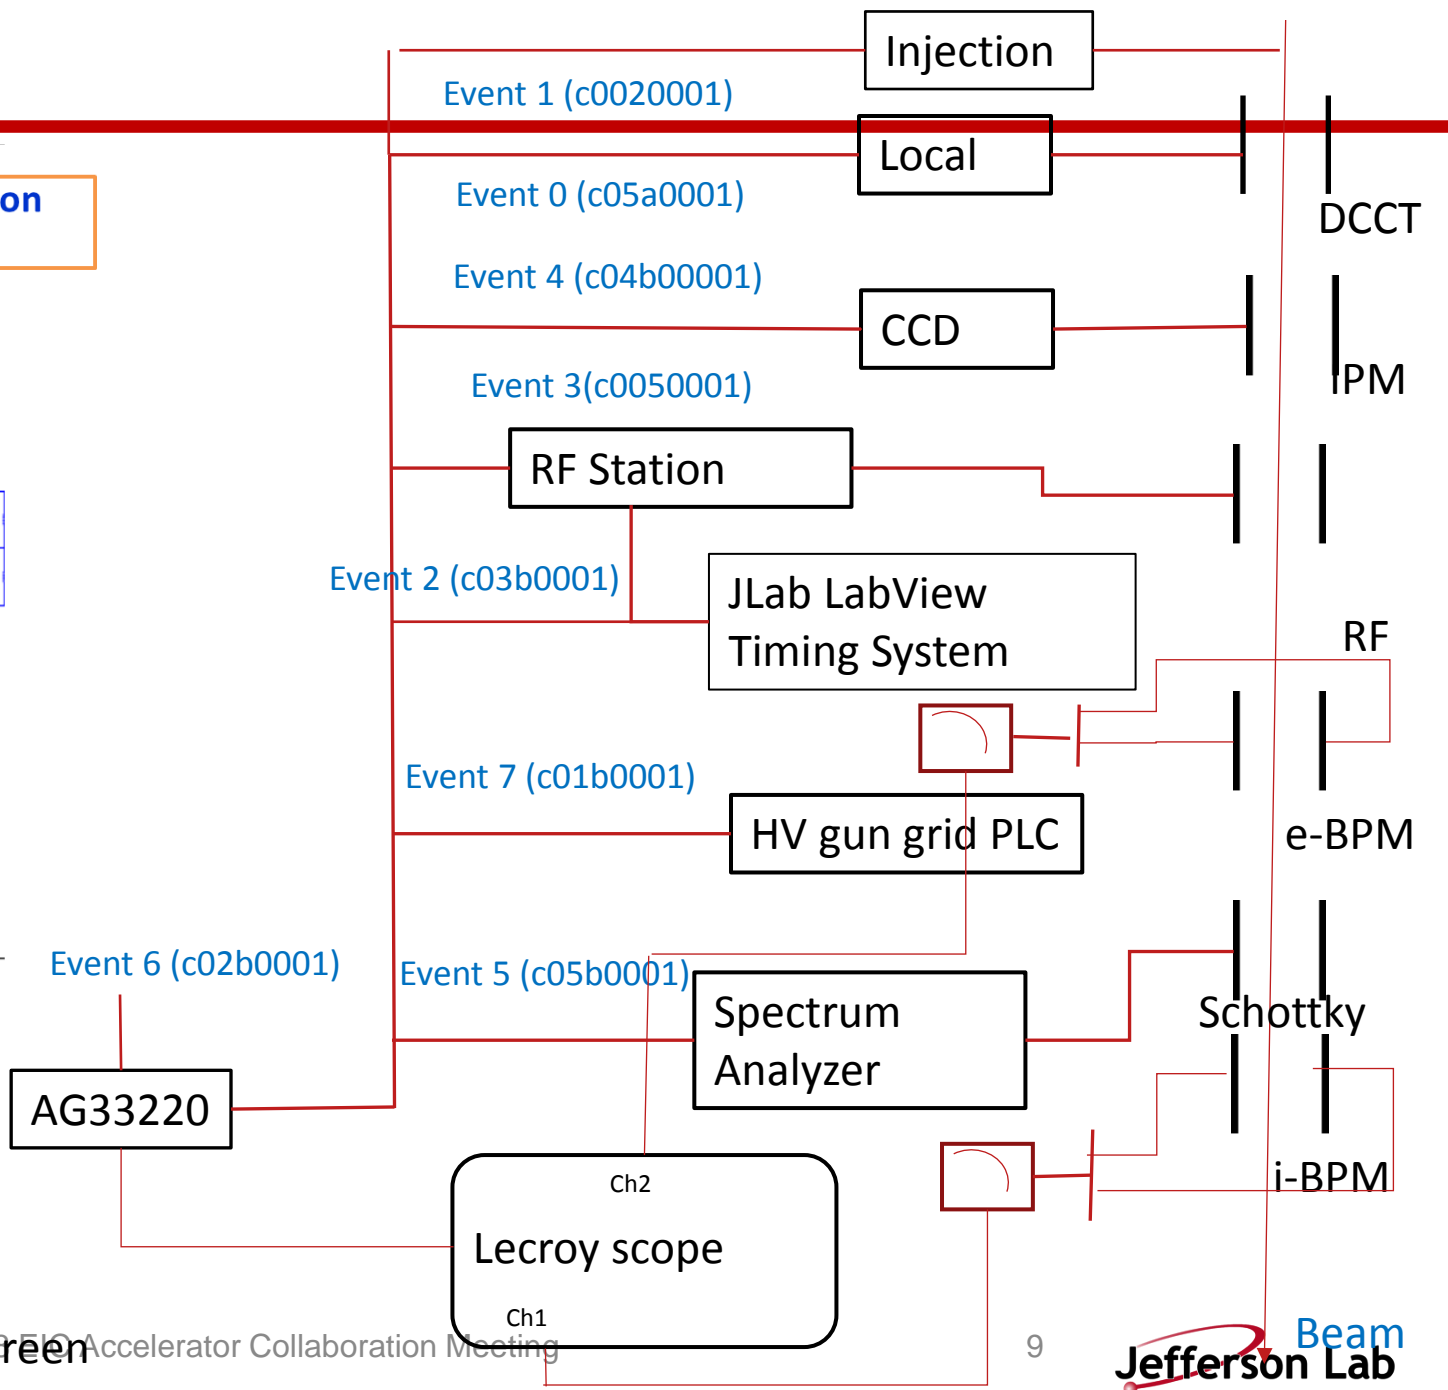 Injection
Event 1 (c0020001)
Local
on
Event 0 (c05a0001)
DCCT
Event 4 (c04b00001)
CCD
IPM
Event 3(c0050001)
RF Station
Event 2 (c03b0001)
JLab LabView
Timing System
RF
Event 7 (c01b0001)
HV gun grid PLC
e-BPM
Event 6 (c02b0001)
Event 5 (c05b0001)
Spectrum
Analyzer
Schottky
AG33220
Ch2
i-BPM
Lecroy scope
Ch1
reen
EIC Accelerator Collaboration Meeting
9
Beam
Jefferson Lab